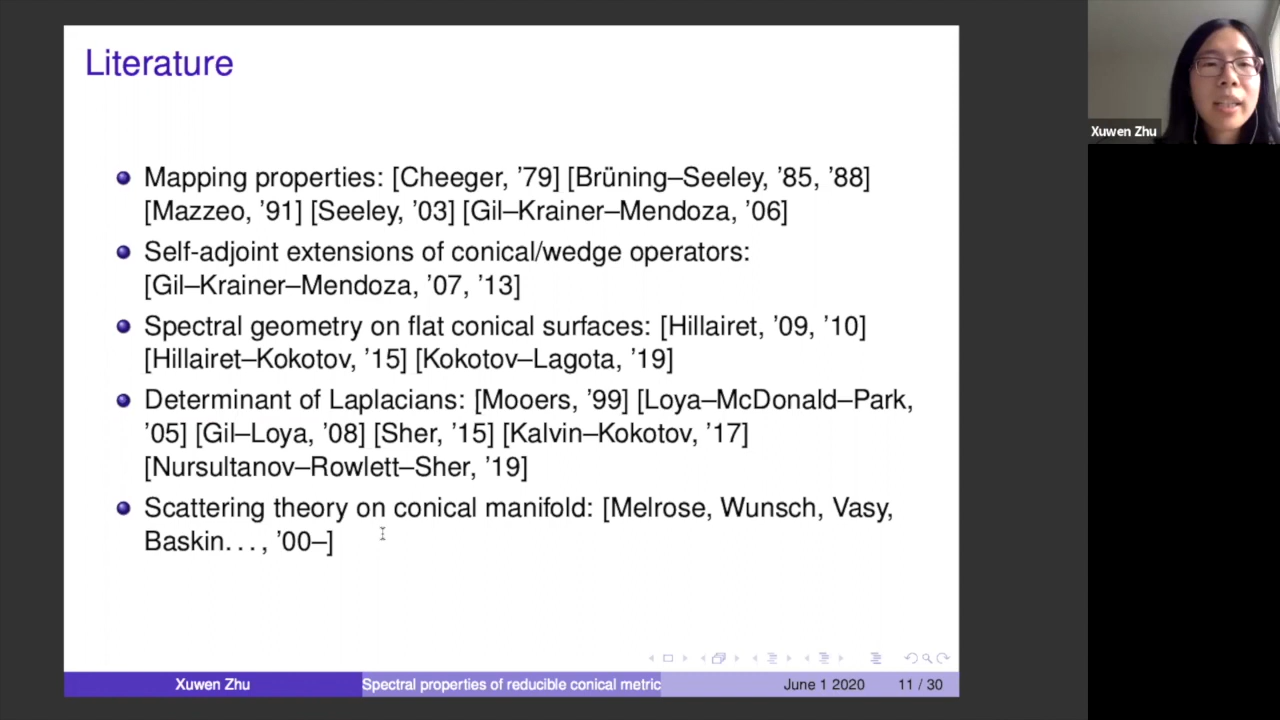 Literature
Mapping properties: [Cheeger, '79] [Brüning–Seeley, '85, '88]
[Mazzeo, '91] [Seeley, '03] [Gil–Krainer–Mendoza, '06]
Self-adjoint extensions of conical/wedge operators:
[Gil–Krainer–Mendoza, '07, '13]
Spectral geometry on flat conical surfaces: [Hillairet, '09, '10]
[Hillairet–Kokotov, '15] [Kokotov–Lagota, '19]
Determinant of Laplacians: [Mooers, '99] [Loya–McDonald–Park,
'05] [Gil–Loya, '08] [Sher, '15] [Kalvin–Kokotov, '17]
[Nursultanov–Rowlett–Sher, '19]
Scattering theory on conical manifold: [Melrose, Wunsch, Vasy,
Baskin. . . , '00–]
Xuwen Zhu
Spectral properties of reducible conical metric
June 1 2020
11 / 30
Xuwen Zhu